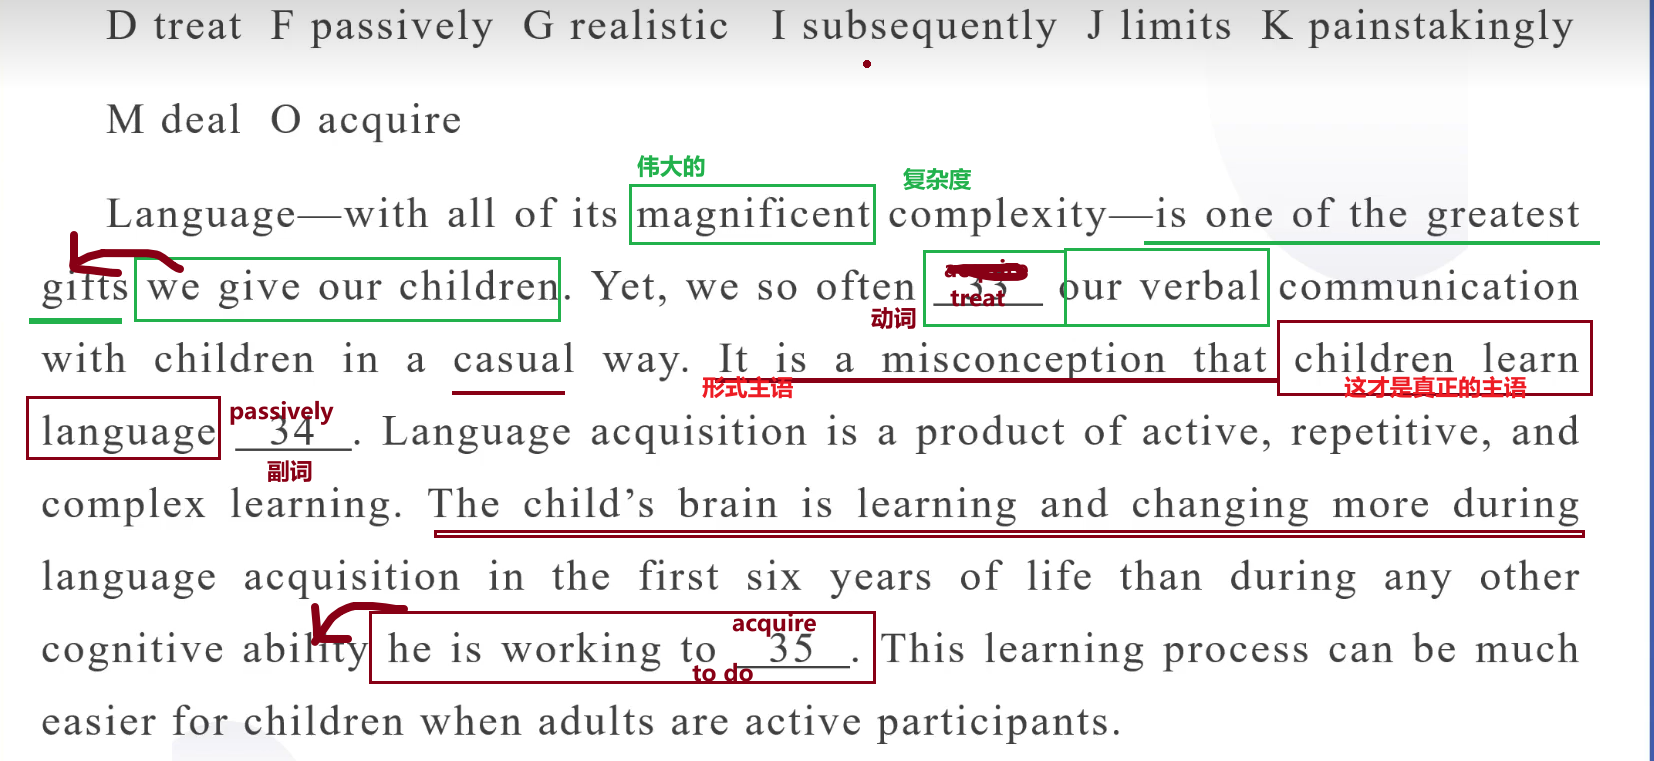 D treat F passively G realistic I subsequently J limits K painstakingly
M deal O acquire
伟大的
复杂度
Language—with all of its magnificent complexity—is one of the greatest
gifts we give our children. Yet, we so often 33 our verbal communication
treat
动词
with children in a casual way. It is a misconception that children learn
形式主语
这才是真正的主语
passively
language 34. Language acquisition is a product of active, repetitive, and
副词
complex learning. The child’s brain is learning and changing more during
language acquisition in the first six years of life than during any other
acquire
cognitive ability he is working to 35. This learning process can be much
to do
easier for children when adults are active participants.